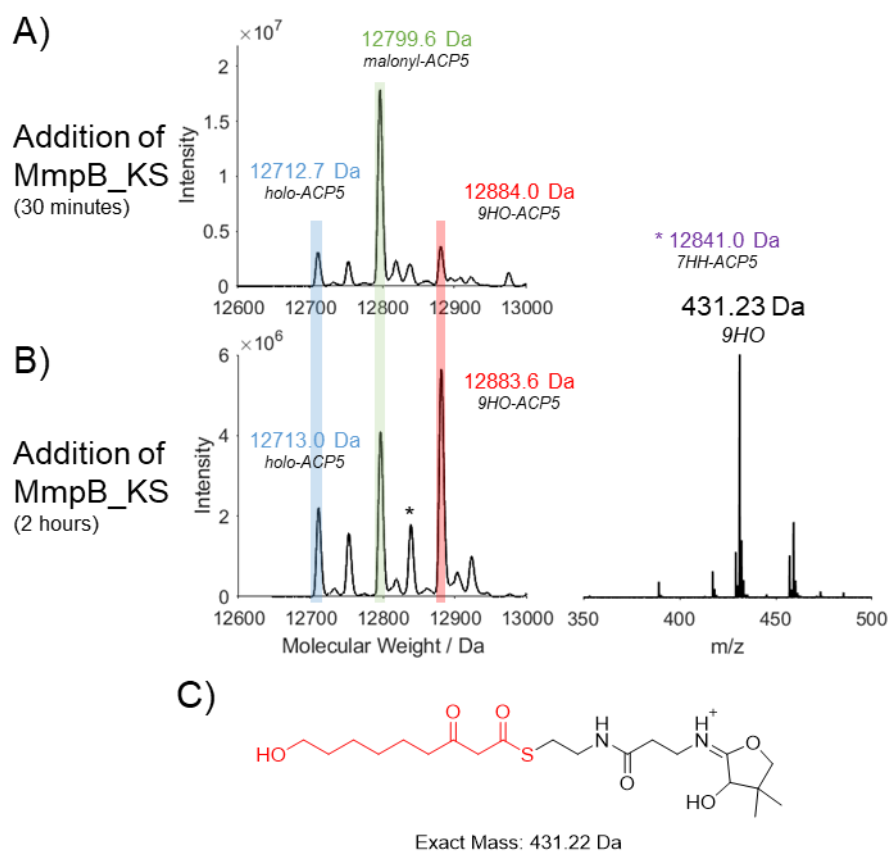 A)
Addition of
MmpB_KS
(30 minutes)
× 10⁷
12799.6 Da
malonyl-ACP5
12712.7 Da
holo-ACP5
12884.0 Da
9HO-ACP5
Intensity
2
1.5
1
0.5
0
12600 12700 12800 12900 13000
* 12841.0 Da
7HH-ACP5
431.23 Da
9HO
B)
Addition of
MmpB_KS
(2 hours)
× 10⁶
12883.6 Da
9HO-ACP5
12713.0 Da
holo-ACP5
*
Intensity
6
4
2
0
12600 12700 12800 12900 13000
Molecular Weight / Da
350 400 450 500
m/z
C)
HO
O
O
S
H
N
O
H
N
+
O
HO
Exact Mass: 431.22 Da